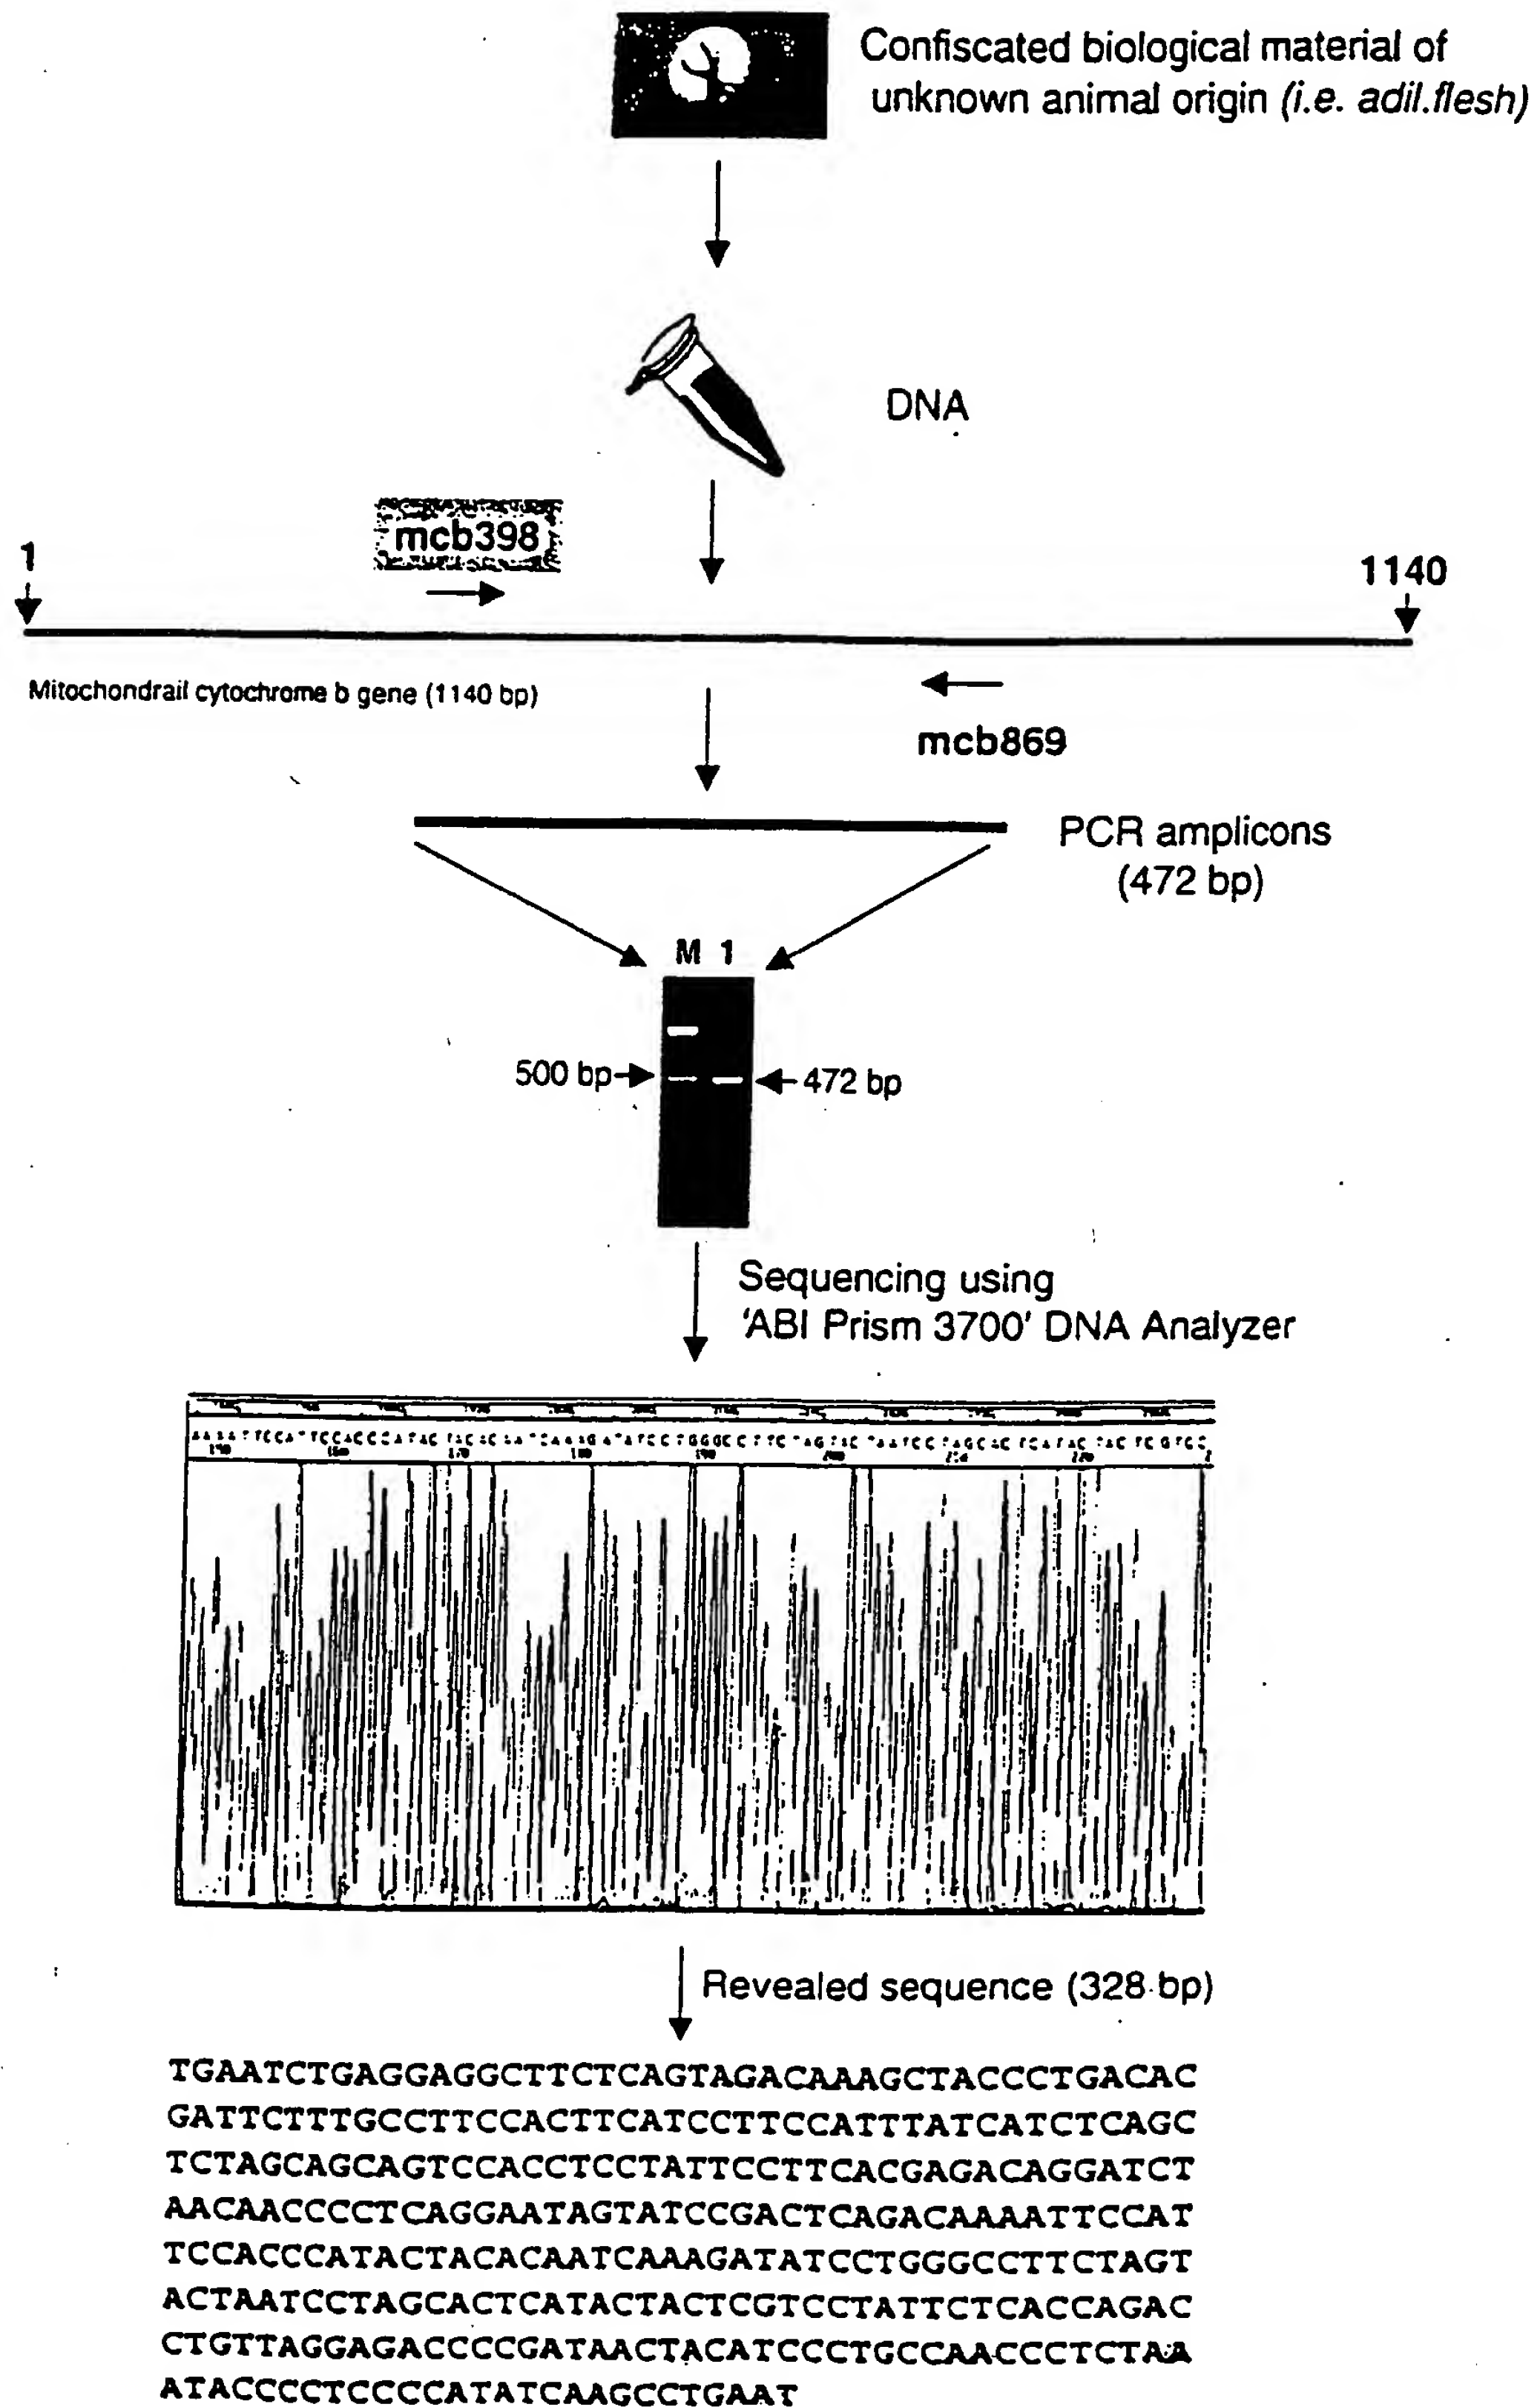 Confiscated biological material of
unknown animal origin (i.e. adil.flesh)
DNA
mcb398
1
1140
Mitochondrail cytochrome b gene (1140 bp)
mcb869
PCR amplicons
(472 bp)
M 1
500 bp
472 bp
Sequencing using
'ABI Prism 3700' DNA Analyzer
Revealed sequence (328 bp)
TGAATCTGAGGAGGCTTCTCAGTAGACAAAGCTACCCTGACAC
GATTCTTTGCCTTCCACTTCATCCTTCCATTTATCATCTCAGC
TCTAGCAGCAGTCCACCTCCTATTCCTTCACGAGACAGGATCT
AACAACCCCTCAGGAATAGTATCCGACTCAGACAAAATTCCAT
TCCACCCATACTACACAATCAAAGATATCCTGGGCCTTCTAGT
ACTAATCCTAGCACTCATACTACTCGTCCTATTCTCACCAGAC
CTGTTAGGAGACCCCGATAACTACATCCCTGCCAACCCTCTAA
ATACCCCTCCCCATATCAAGCCTGAAT